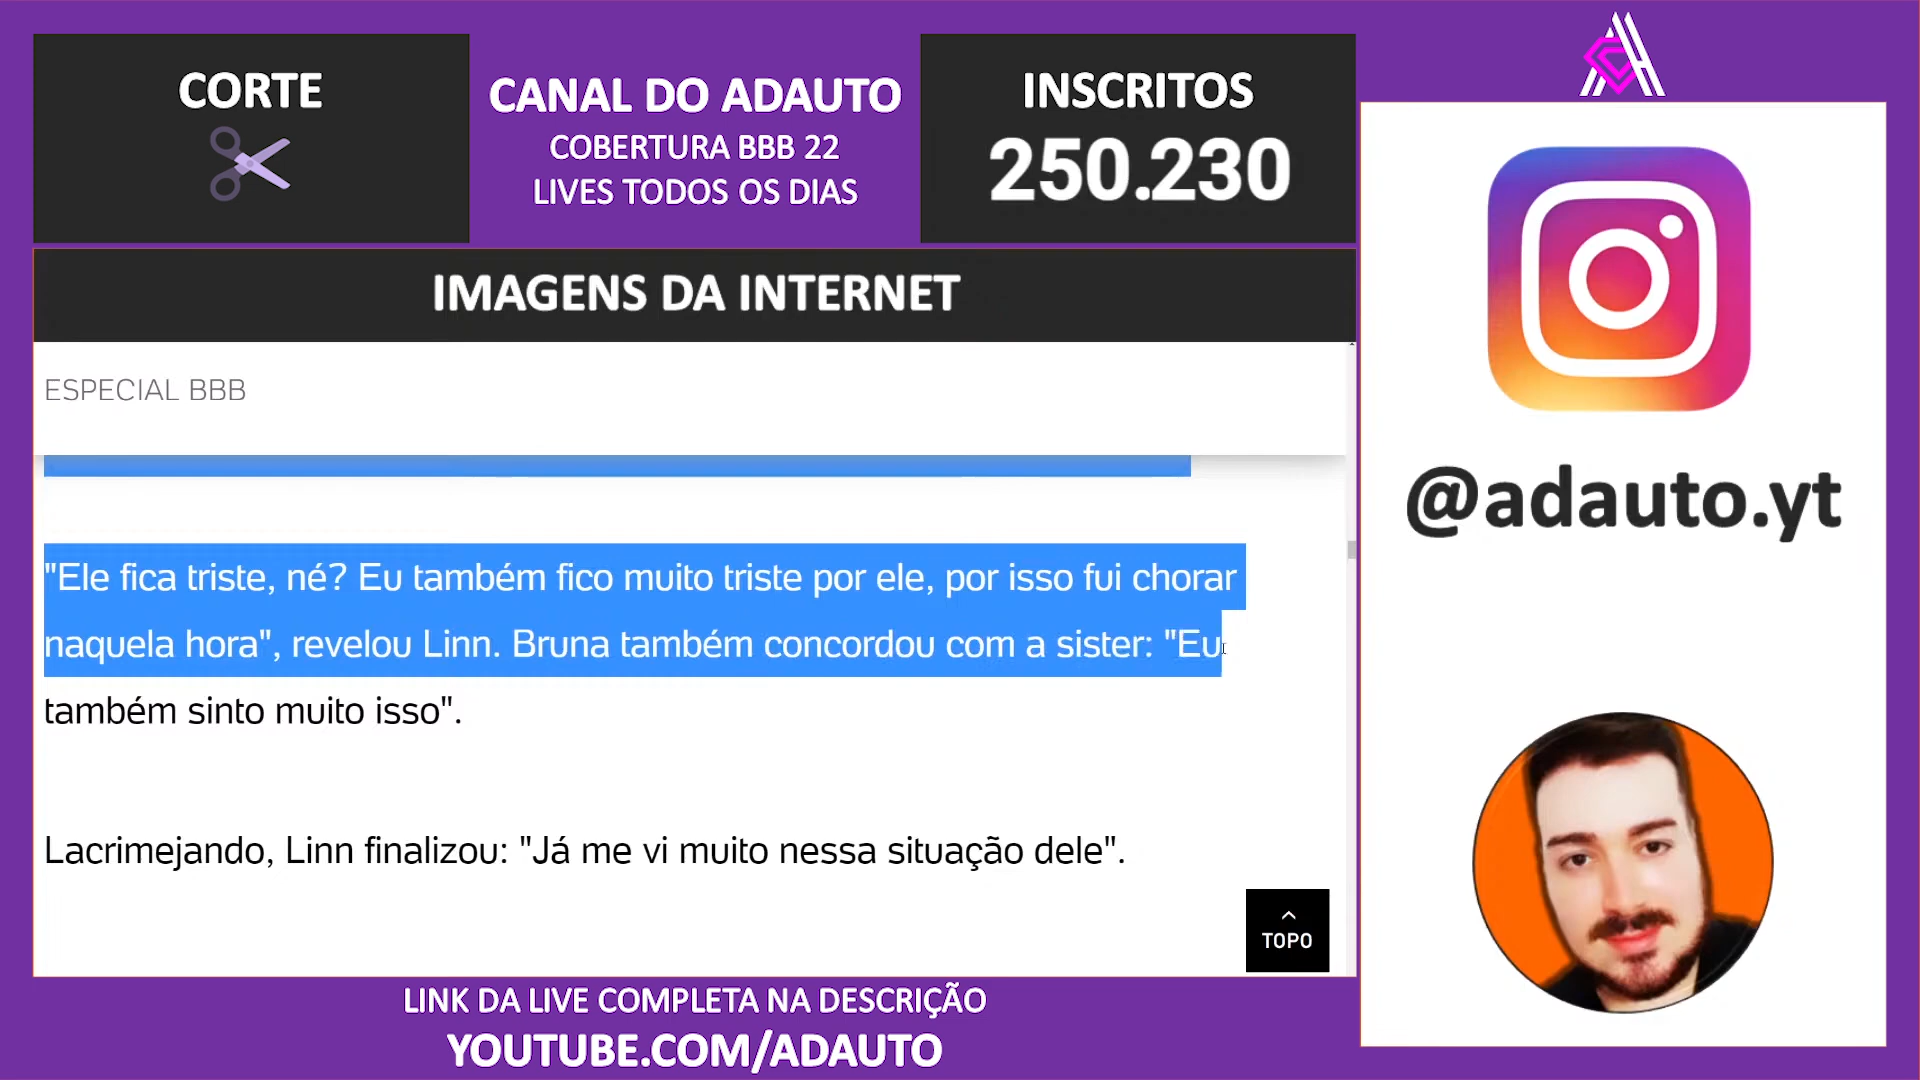 CORTE
CANAL DO ADAUTO
COBERTURA BBB 22
LIVES TODOS OS DIAS
INSCRITOS
250.230
IMAGENS DA INTERNET
ESPECIAL BBB
"Ele fica triste, né? Eu também fico muito triste por ele, por isso fui chorar
naquela hora", revelou Linn. Bruna também concordou com a sister: "Eu
também sinto muito isso".
Lacrimejando, Linn finalizou: "Já me vi muito nessa situação dele".
TOPO
LINK DA LIVE COMPLETA NA DESCRIÇÃO
YOUTUBE.COM/ADAUTO
@adauto.yt